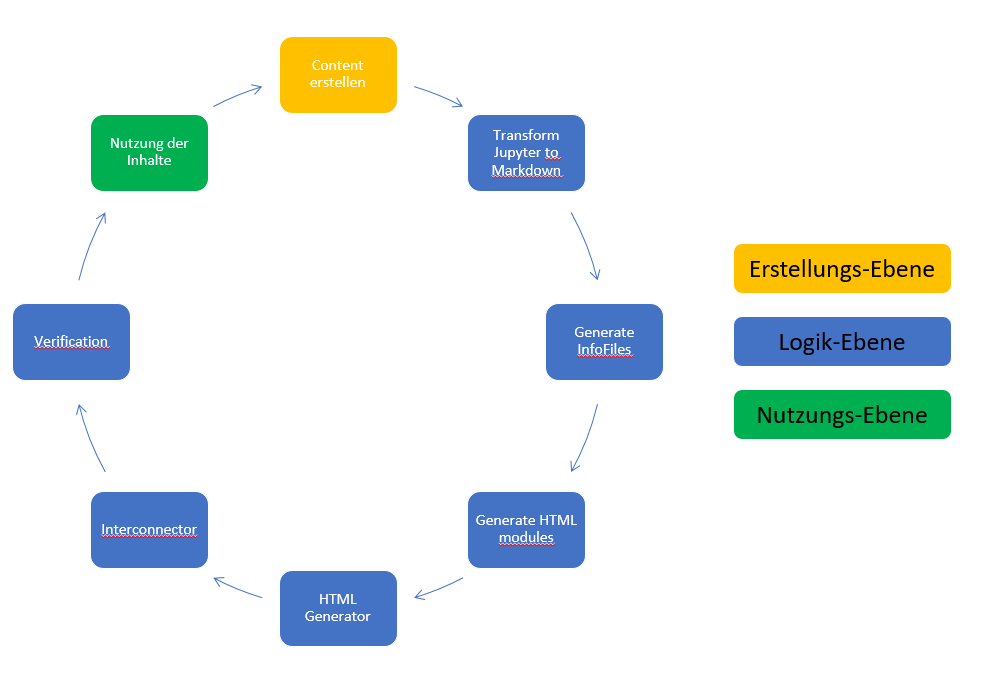 Content
erstellen
Transform
Jupyter to
Markdown
Generate
InfoFiles
Generate HTML
modules
HTML
Generator
Interconnector
Verification
Nutzung der
Inhalte
Erstellungs-Ebene
Logik-Ebene
Nutzungs-Ebene